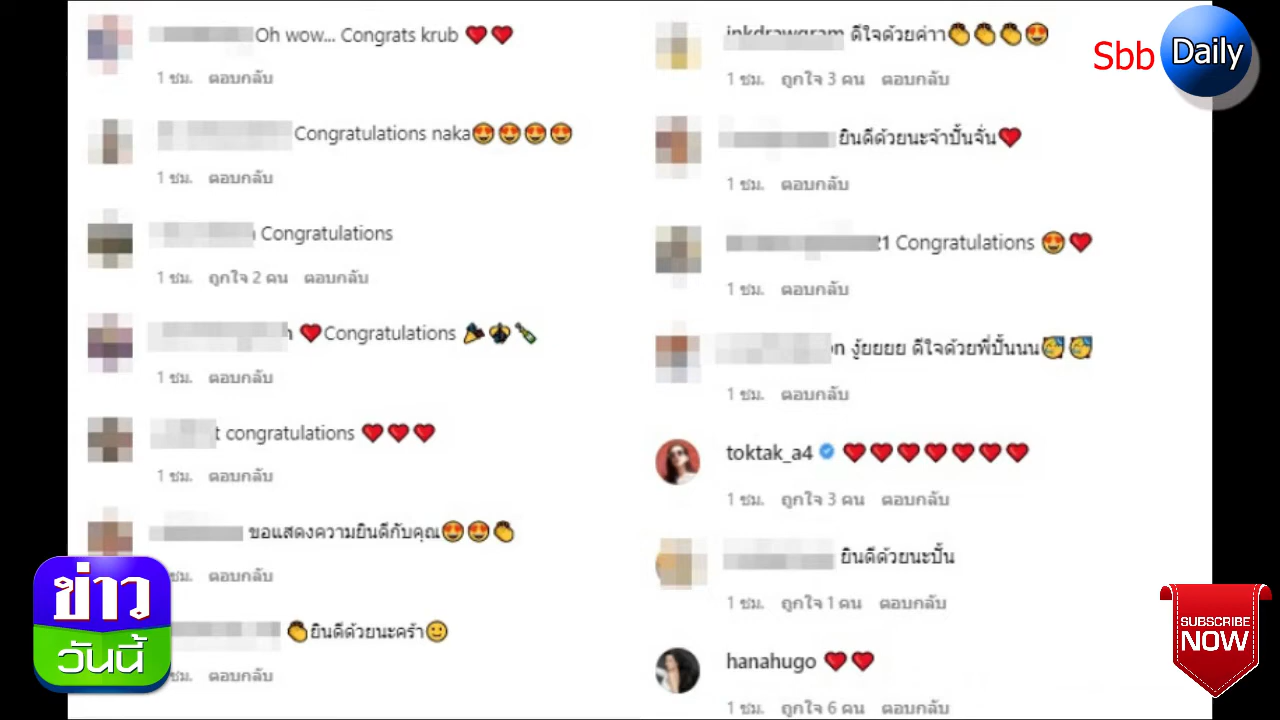 Oh wow... Congrats krub ❤️❤️
1 ชม. ตอบกลับ
Congratulations naka😍😍😍😍
1 ชม. ตอบกลับ
Congratulations
1 ชม. ถูกใจ 2 คน ตอบกลับ
❤️Congratulations 🎉🍾
1 ชม. ตอบกลับ
t congratulations ❤️❤️❤️
1 ชม. ตอบกลับ
ขอแสดงความยินดีกับคุณ😍😍👏
ชม. ตอบกลับ
👏ยินดีด้วยนะคร้า🙂
ชม. ตอบกลับ
ดีใจด้วยค่าา👏👏👏😍
1 ชม. ถูกใจ 3 คน ตอบกลับ
ยินดีด้วยนะจ้าปั้นจั่น❤️
1 ชม. ตอบกลับ
21 Congratulations 😍❤️
1 ชม. ตอบกลับ
on งู้ยยยย ดีใจด้วยพี่ปั้นนน🥳🥳
1 ชม. ตอบกลับ
toktak_a4 ❤️❤️❤️❤️❤️❤️❤️
1 ชม. ถูกใจ 3 คน ตอบกลับ
ยินดีด้วยนะปั้น
1 ชม. ถูกใจ 1 คน ตอบกลับ
hanahugo ❤️❤️
1 ชม. ถูกใจ 6 คน ตอบกลับ
Sbb Daily
ข่าว
วันนี้
SUBSCRIBE
NOW